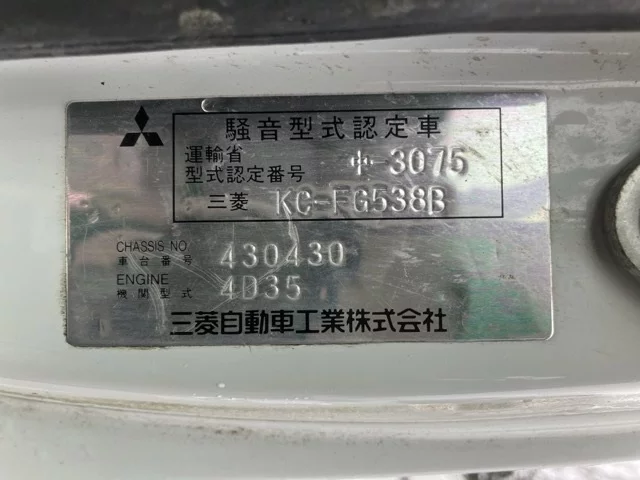 騒音型式認定車
運輸省
型式認定番号 中-3075
三菱 KC-FG538B
CHASSIS NO.
車台番号 430430
ENGINE
機関型式 4D35
三菱自動車工業株式会社